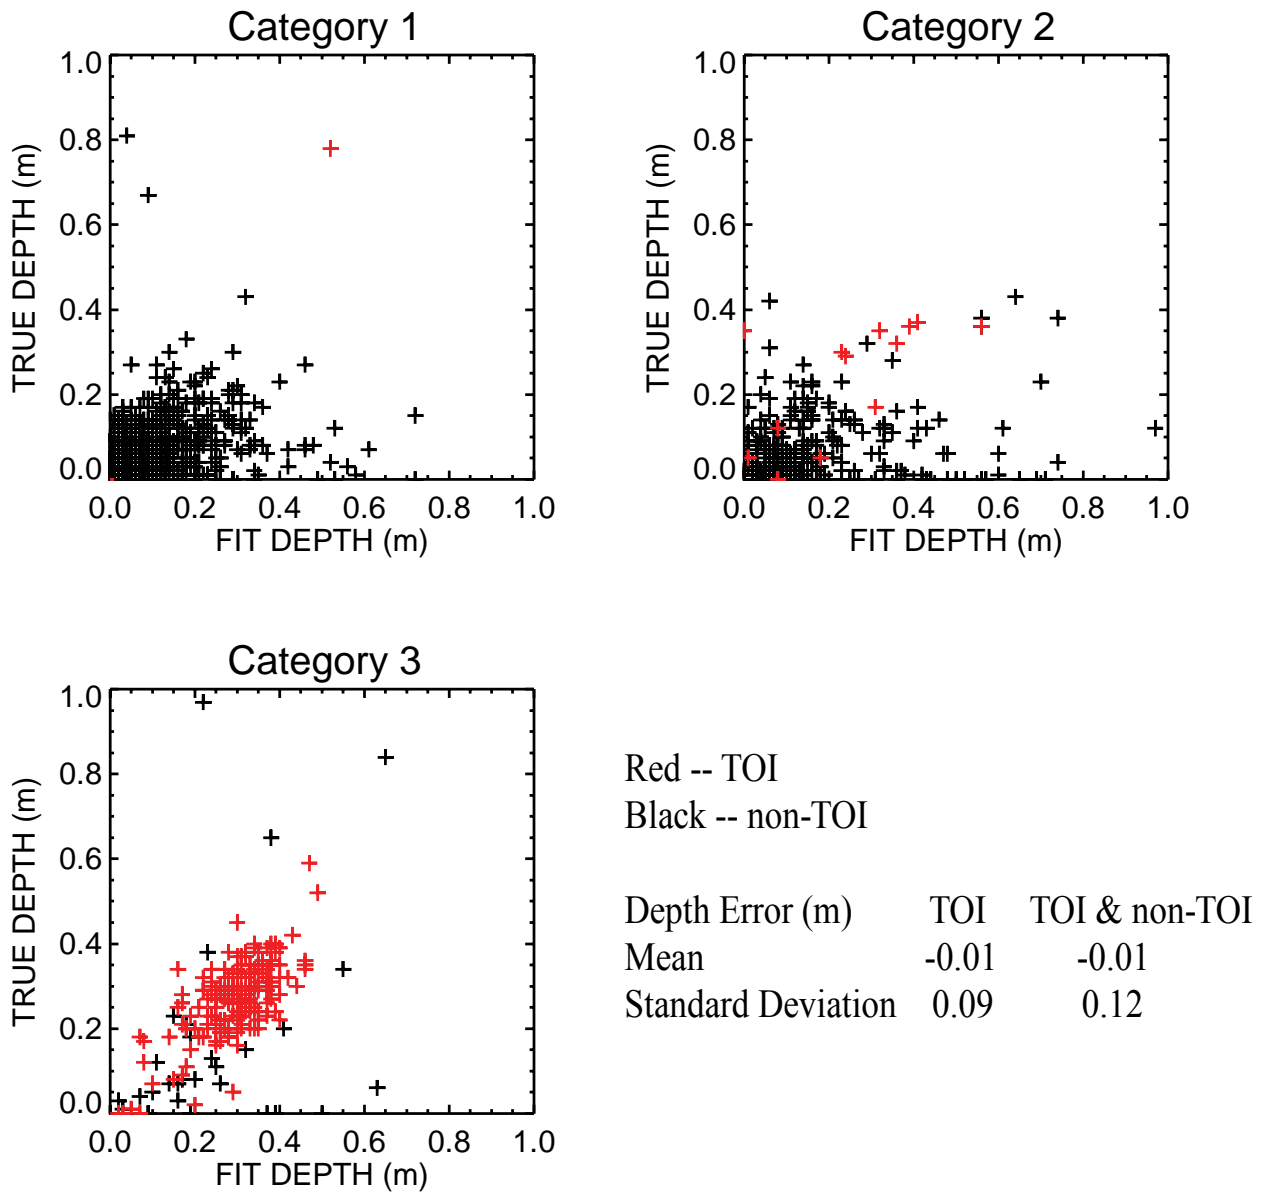 Category 1
1.0
0.8
0.6
0.4
0.2
0.0
TRUE DEPTH (m)
0.0 0.2 0.4 0.6 0.8 1.0
FIT DEPTH (m)
Category 2
1.0
0.8
0.6
0.4
0.2
0.0
TRUE DEPTH (m)
0.0 0.2 0.4 0.6 0.8 1.0
FIT DEPTH (m)
Category 3
1.0
0.8
0.6
0.4
0.2
0.0
TRUE DEPTH (m)
0.0 0.2 0.4 0.6 0.8 1.0
FIT DEPTH (m)
Red -- TOI
Black -- non-TOI
Depth Error (m) TOI TOI & non-TOI
Mean -0.01 -0.01
Standard Deviation 0.09 0.12